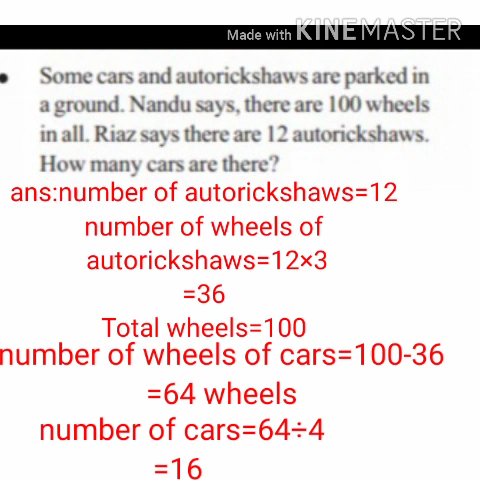 Made with KINEMASTER
• Some cars and autorickshaws are parked in
a ground. Nandu says, there are 100 wheels
in all. Riaz says there are 12 autorickshaws.
How many cars are there?
ans:number of autorickshaws=12
number of wheels of
autorickshaws=12×3
=36
Total wheels=100
number of wheels of cars=100-36
=64 wheels
number of cars=64÷4
=16